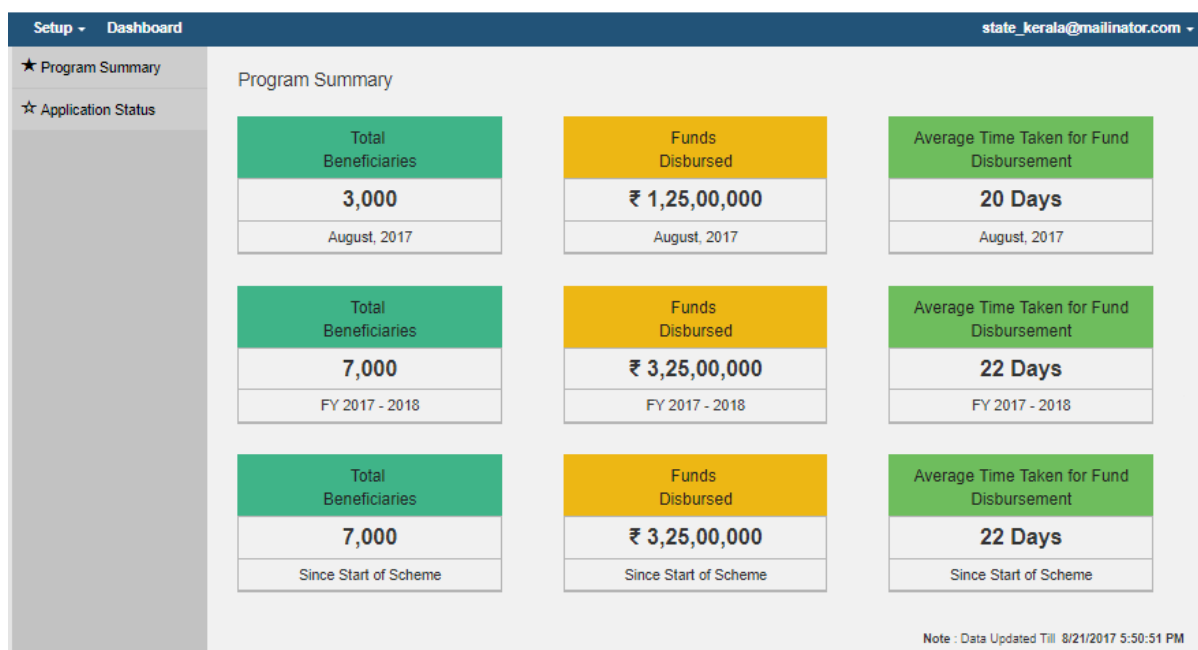 Setup Dashboard state_kerala@mailinator.com
★ Program Summary
☆ Application Status
Program Summary
Total
Beneficiaries
3,000
August, 2017
Funds
Disbursed
₹ 1,25,00,000
August, 2017
Average Time Taken for Fund
Disbursement
20 Days
August, 2017
Total
Beneficiaries
7,000
FY 2017 - 2018
Funds
Disbursed
₹ 3,25,00,000
FY 2017 - 2018
Average Time Taken for Fund
Disbursement
22 Days
FY 2017 - 2018
Total
Beneficiaries
7,000
Since Start of Scheme
Funds
Disbursed
₹ 3,25,00,000
Since Start of Scheme
Average Time Taken for Fund
Disbursement
22 Days
Since Start of Scheme
Note : Data Updated Till 8/21/2017 5:50:51 PM